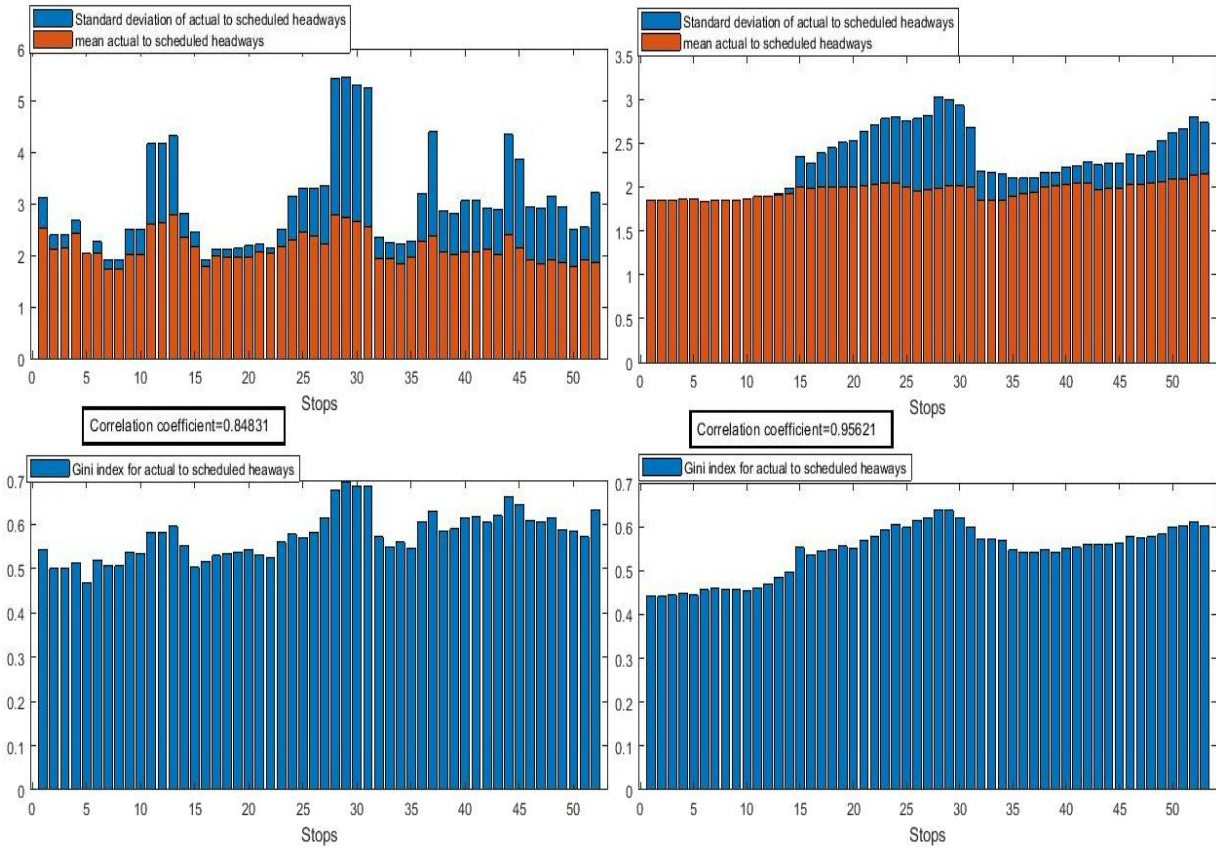 Standard deviation of actual to scheduled headways
mean actual to scheduled headways
6
5
4
3
2
1
0
0 5 10 15 20 25 30 35 40 45 50
Stops
Standard deviation of actual to scheduled headways
mean actual to scheduled headways
3.5
3
2.5
2
1.5
1
0.5
0
0 5 10 15 20 25 30 35 40 45 50
Stops
Correlation coefficient=0.84831
Correlation coefficient=0.95621
Gini index for actual to scheduled heaways
0.7
0.6
0.5
0.4
0.3
0.2
0.1
0
0 5 10 15 20 25 30 35 40 45 50
Stops
Gini index for actual to scheduled heaways
0.7
0.6
0.5
0.4
0.3
0.2
0.1
0
0 5 10 15 20 25 30 35 40 45 50
Stops